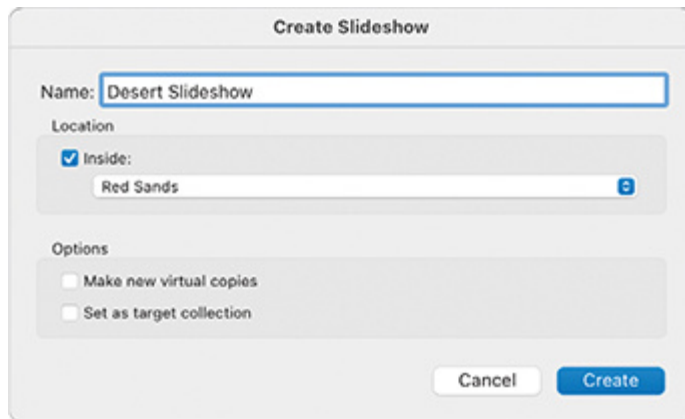 Create Slideshow
Name: Desert Slideshow
Location
Inside:
Red Sands
Options
Make new virtual copies
Set as target collection
Cancel Create